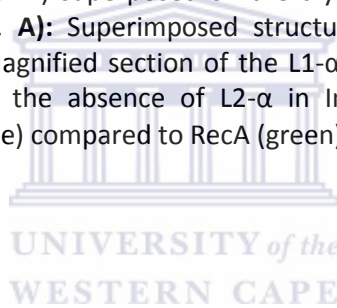 superposed
A): Superimposed structu
agnified section of the L1-α
the absence of L2-α in In
e) compared to RecA (green)
UNIVERSITY of the
WESTERN CAPE